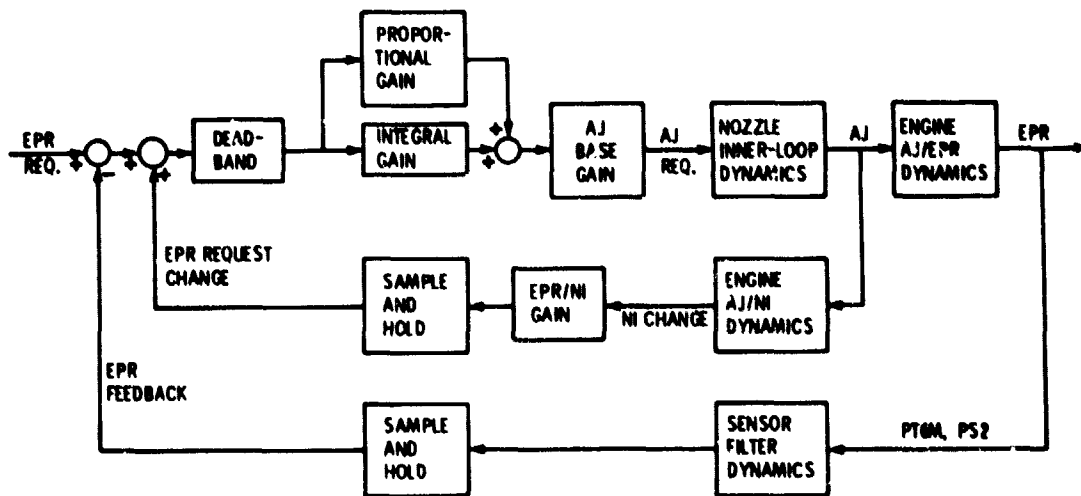 PROPOR-
TIONAL
GAIN
EPR
REQ.
+
+
-
+
+
DEAD-
BAND
INTEGRAL
GAIN
+
+
AJ
BASE
GAIN
AJ
REQ.
NOZZLE
INNER-LOOP
DYNAMICS
AJ
ENGINE
AJ/EPR
DYNAMICS
EPR
EPR REQUEST
CHANGE
SAMPLE
AND
HOLD
EPR/NI
GAIN
NI CHANGE
ENGINE
AJ/NI
DYNAMICS
EPR
FEEDBACK
SAMPLE
AND
HOLD
SENSOR
FILTER
DYNAMICS
PT6M, PS2